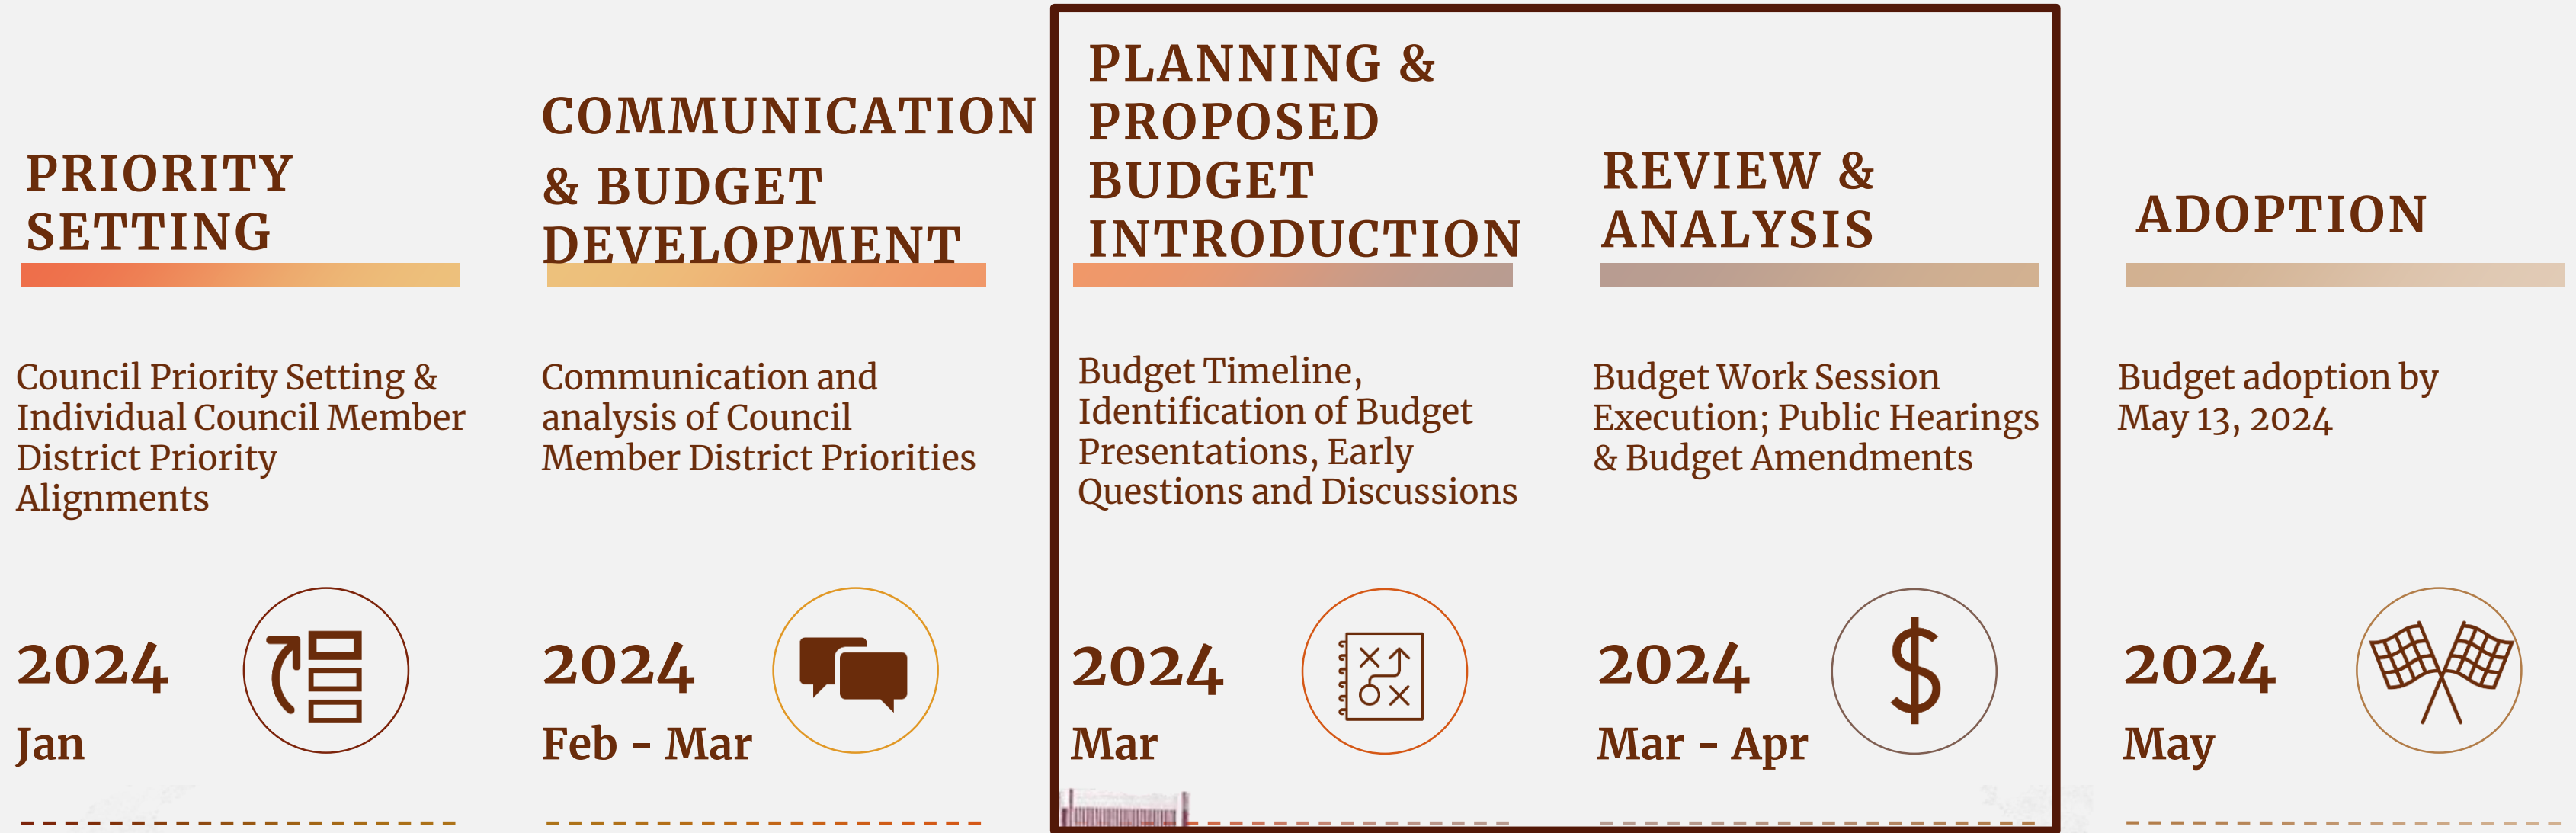 PRIORITY
SETTING
Council Priority Setting &
Individual Council Member
District Priority
Alignments
2024
Jan
COMMUNICATION
& BUDGET
DEVELOPMENT
Communication and
analysis of Council
Member District Priorities
2024
Feb - Mar
PLANNING &
PROPOSED
BUDGET
INTRODUCTION
Budget Timeline,
Identification of Budget
Presentations, Early
Questions and Discussions
2024
Mar
REVIEW &
ANALYSIS
Budget Work Session
Execution; Public Hearings
& Budget Amendments
2024
Mar - Apr
$
ADOPTION
Budget adoption by
May 13, 2024
2024
May